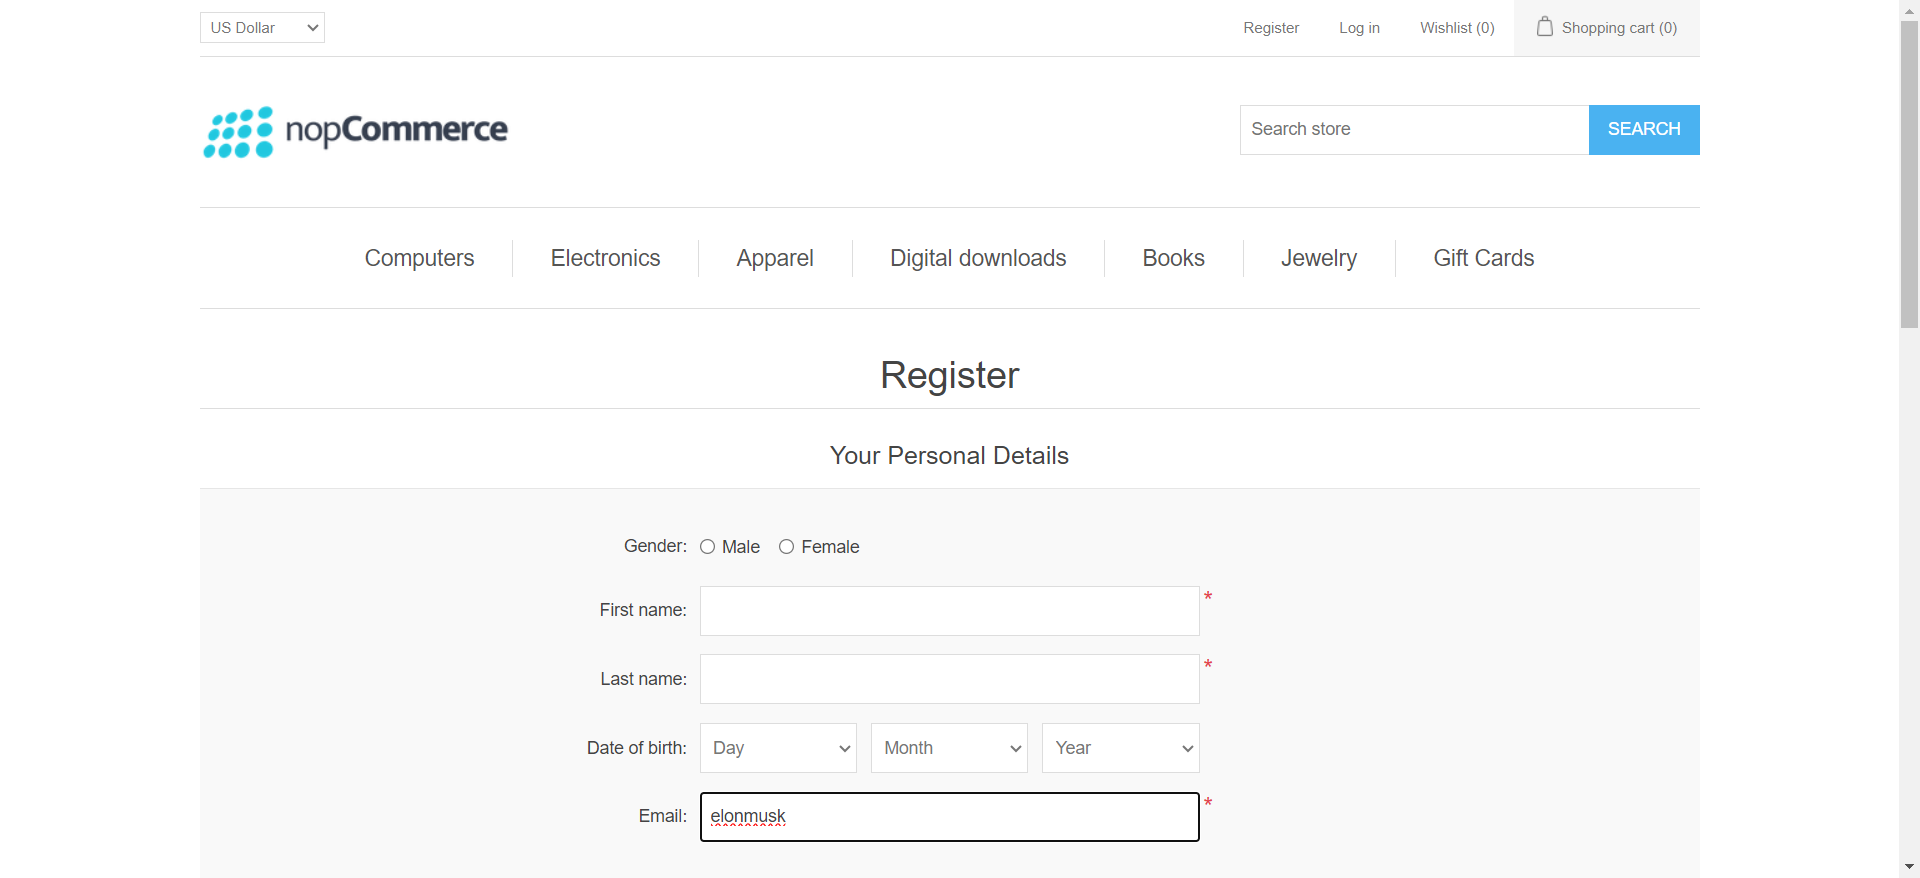 US Dollar
Register Log in Wishlist (0) Shopping cart (0)
nopCommerce
Search store SEARCH
Computers Electronics Apparel Digital downloads Books Jewelry Gift Cards
Register
Your Personal Details
Gender: Male Female
First name: *
Last name: *
Date of birth: Day Month Year
Email: elonmusk *